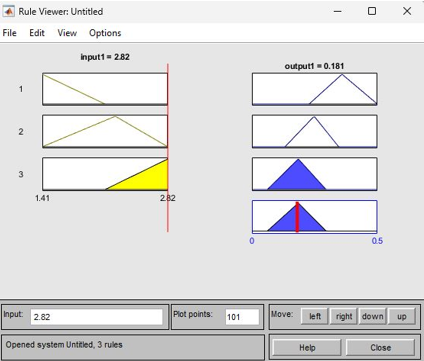 Rule Viewer: Untitled
File Edit View Options
input1 = 2.82
output1 = 0.181
1
2
3
1.41 2.82
0 0.5
Input: 2.82
Plot points: 101
Move: left right down up
Opened system Untitled, 3 rules
Help Close